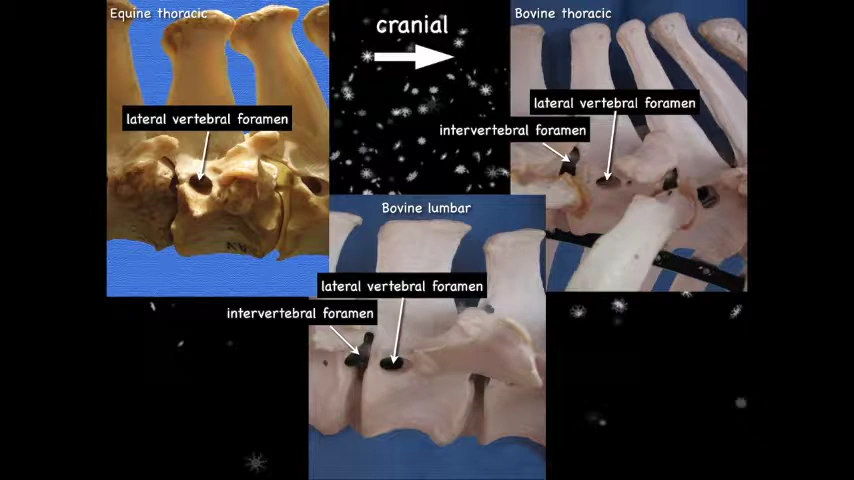 Equine thoracic
cranial
Bovine thoracic
lateral vertebral foramen
lateral vertebral foramen
intervertebral foramen
Bovine lumbar
lateral vertebral foramen
intervertebral foramen